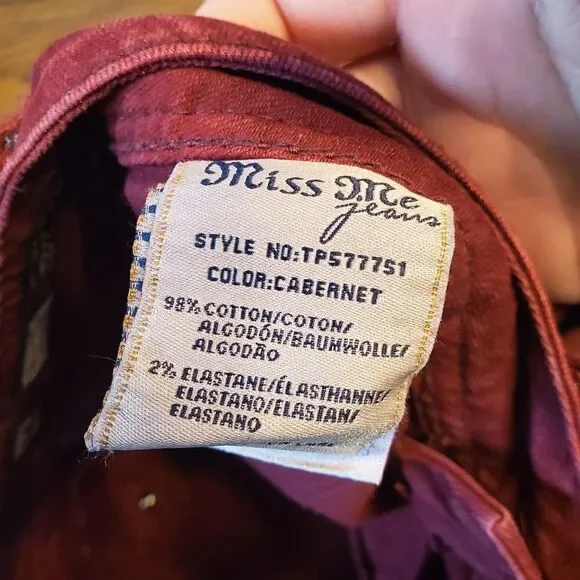 Miss Me
jeans
STYLE NO:TP5777S1
COLOR:CABERNET
98% COTTON/COTON/
ALGODÓN/BAUMWOLLE/
ALGODÃO
2% ELASTANE/ÉLASTHANNE/
ELASTANO/ELASTAN/
ELASTANO